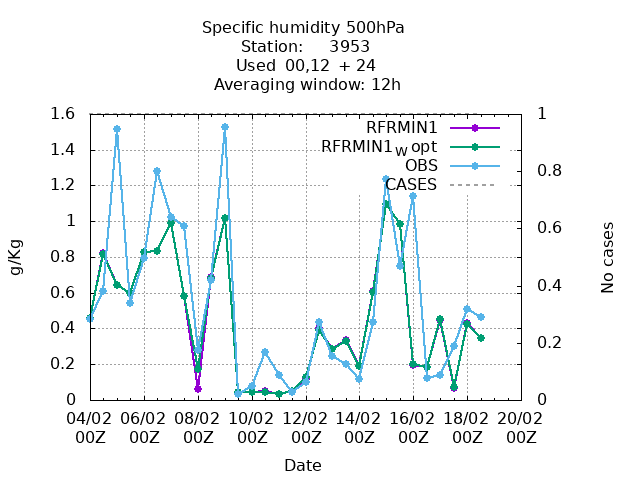 Specific humidity 500hPa
Station: 3953
Used 00,12 + 24
Averaging window: 12h
RFRMIN1
RFRMIN1W opt
OBS
CASES
g/Kg
1.6
1.4
1.2
1
0.8
0.6
0.4
0.2
0
1
0.8
0.6
0.4
0.2
0
No cases
04/02 06/02 08/02 10/02 12/02 14/02 16/02 18/02 20/02
00Z 00Z 00Z 00Z 00Z 00Z 00Z 00Z 00Z
Date